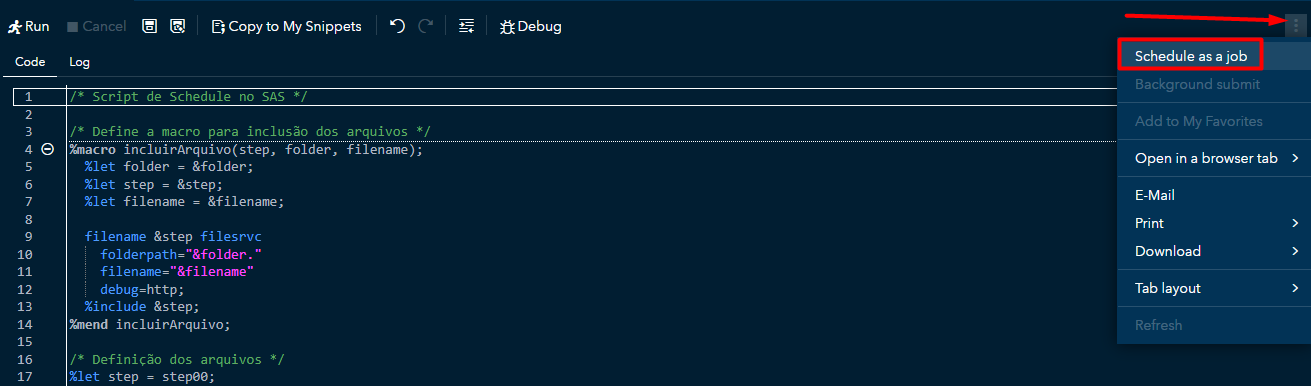 Run Cancel Copy to My Snippets Debug
Code Log
Schedule as a job
Background submit
Add to My Favorites
Open in a browser tab
E-Mail
Print
Download
Tab layout
Refresh
1 /* Script de Schedule no SAS */
2
3 /* Define a macro para inclusão dos arquivos */
4 %macro incluirArquivo(step, folder, filename);
5 %let folder = &folder;
6 %let step = &step;
7 %let filename = &filename;
8
9 filename &step filesrvc
10 folderpath="&folder."
11 filename="&filename"
12 debug=http;
13 %include &step;
14 %mend incluirArquivo;
15
16 /* Definição dos arquivos */
17 %let step = step00;